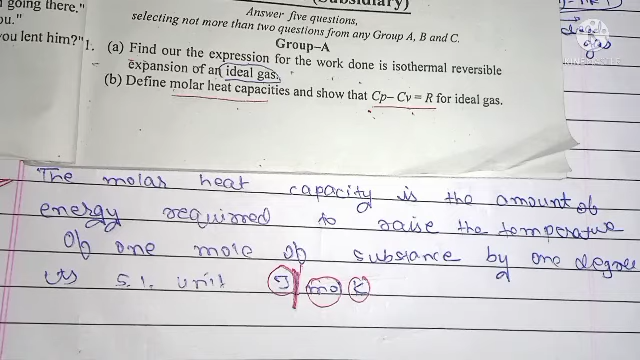 going there."
(Subsidiary)
ou."
Answer five questions,
selecting not more than two questions from any Group A, B and C.
you lent him?"
Group–A
1. (a) Find our the expression for the work done is isothermal reversible
expansion of an ideal gas.
(b) Define molar heat capacities and show that Cp– Cv = R for ideal gas.
gas
The molar heat capacity is the amount of
energy required to raise the temperature
Of one mole of substance by one degree
its S.I. unit J mo K